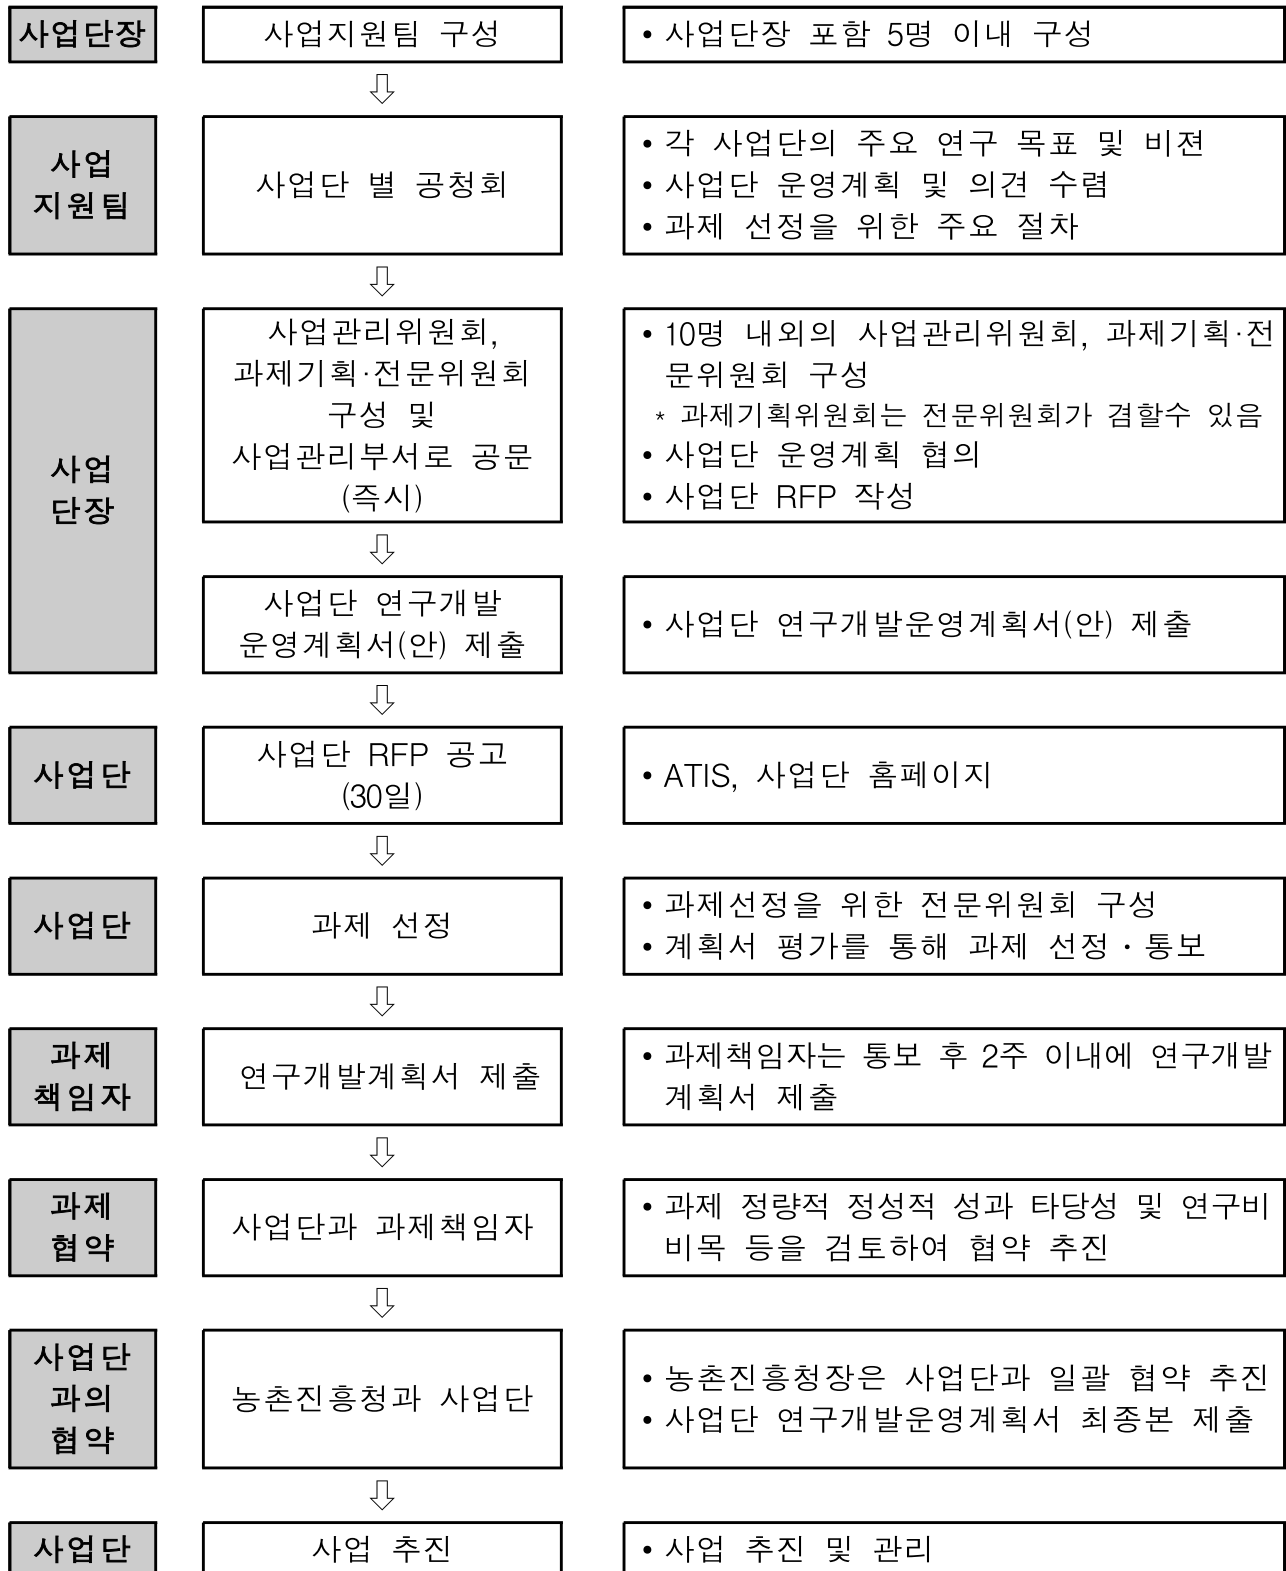 사업단장
사업지원팀 구성
• 사업단장 포함 5명 이내 구성
사업
지원팀
사업단 별 공청회
• 각 사업단의 주요 연구 목표 및 비젼
• 사업단 운영계획 및 의견 수렴
• 과제 선정을 위한 주요 절차
사업
단장
사업관리위원회,
과제기획·전문위원회
구성 및
사업관리부서로 공문
(즉시)
• 10명 내외의 사업관리위원회, 과제기획·전
문위원회 구성
* 과제기획위원회는 전문위원회가 겸할수 있음
• 사업단 운영계획 협의
• 사업단 RFP 작성
사업단 연구개발
운영계획서(안) 제출
• 사업단 연구개발운영계획서(안) 제출
사업단
사업단 RFP 공고
(30일)
• ATIS, 사업단 홈페이지
사업단
과제 선정
• 과제선정을 위한 전문위원회 구성
• 계획서 평가를 통해 과제 선정·통보
과제
책임자
연구개발계획서 제출
• 과제책임자는 통보 후 2주 이내에 연구개발
계획서 제출
과제
협약
사업단과 과제책임자
• 과제 정량적 정성적 성과 타당성 및 연구비
비목 등을 검토하여 협약 추진
사업단
과의
협약
농촌진흥청과 사업단
• 농촌진흥청장은 사업단과 일괄 협약 추진
• 사업단 연구개발운영계획서 최종본 제출
사업단
사업 추진
• 사업 추진 및 관리